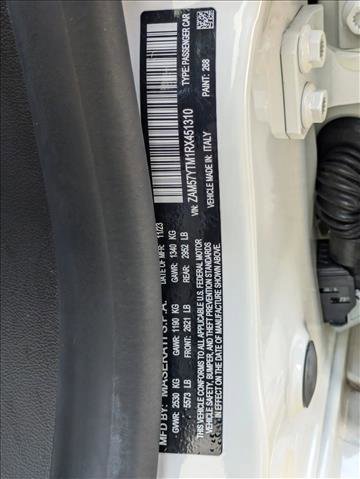 MFD BY: MASERATI S.P.A.
DATE OF MFR: 11/23
GVWR: 2530 KG
GAWR: 1190 KG
GAWR: 1340 KG
5573 LB
FRONT: 2621 LB
REAR: 2952 LB
THIS VEHICLE CONFORMS TO ALL APPLICABLE U.S. FEDERAL MOTOR
VEHICLE SAFETY, BUMPER, AND THEFT PREVENTION STANDARDS
IN EFFECT ON THE DATE OF MANUFACTURE SHOWN ABOVE
VIN: ZAM57YTM1RX451310
TYPE: PASSENGER CAR
VEHICLE MADE IN: ITALY
PAINT: 268